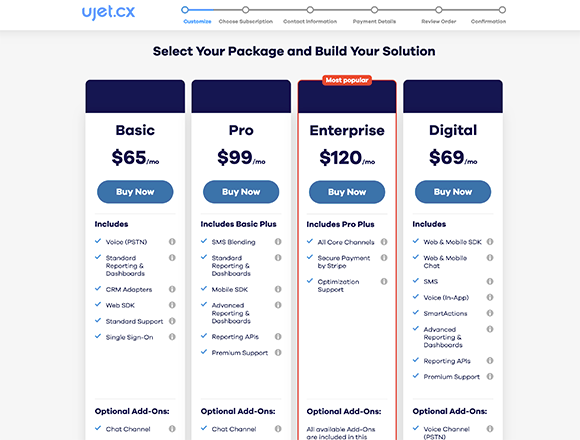 ujet.cx
Customize
Choose Subscription
Contact Information
Payment Details
Review Order
Confirmation
Select Your Package and Build Your Solution
Basic
$65/mo
Buy Now
Includes
Voice (PSTN)
Standard
Reporting &
Dashboards
CRM Adapters
Web SDK
Standard Support
Single Sign-On
Optional Add-Ons:
Chat Channel
Pro
$99/mo
Buy Now
Includes Basic Plus
SMS Blending
Standard
Reporting &
Dashboards
Mobile SDK
Advanced
Reporting &
Dashboards
Reporting APIs
Premium Support
Optional Add-Ons:
Chat Channel
Most popular
Enterprise
$120/mo
Buy Now
Includes Pro Plus
All Core Channels
Secure Payment
by Stripe
Optimization
Support
Optional Add-Ons:
All available Add-Ons
are included in this
Digital
$69/mo
Buy Now
Includes
Web & Mobile SDK
Web & Mobile
Chat
SMS
Voice (In-App)
SmartActions
Advanced
Reporting &
Dashboards
Reporting APIs
Premium Support
Optional Add-Ons:
Voice Channel
(PSTN)